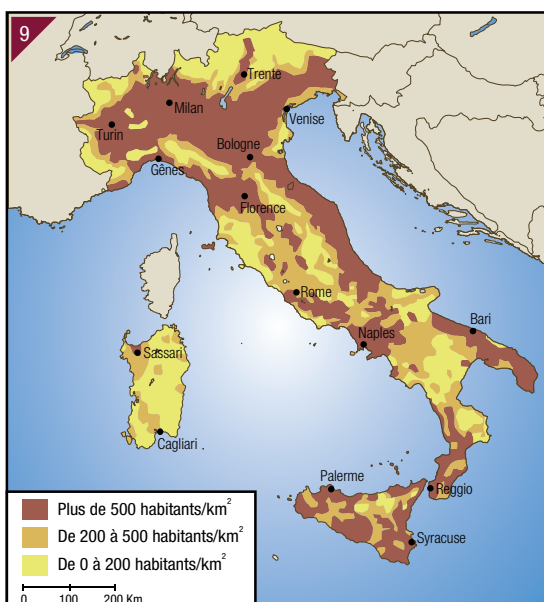 9
Trente
Milan
Venise
Turin
Bologne
Gênes
Florence
Rome
Bari
Naples
Sassari
Cagliari
Palerme
Reggio
Syracuse
Plus de 500 habitants/km²
De 200 à 500 habitants/km²
De 0 à 200 habitants/km²
0 100 200 Km